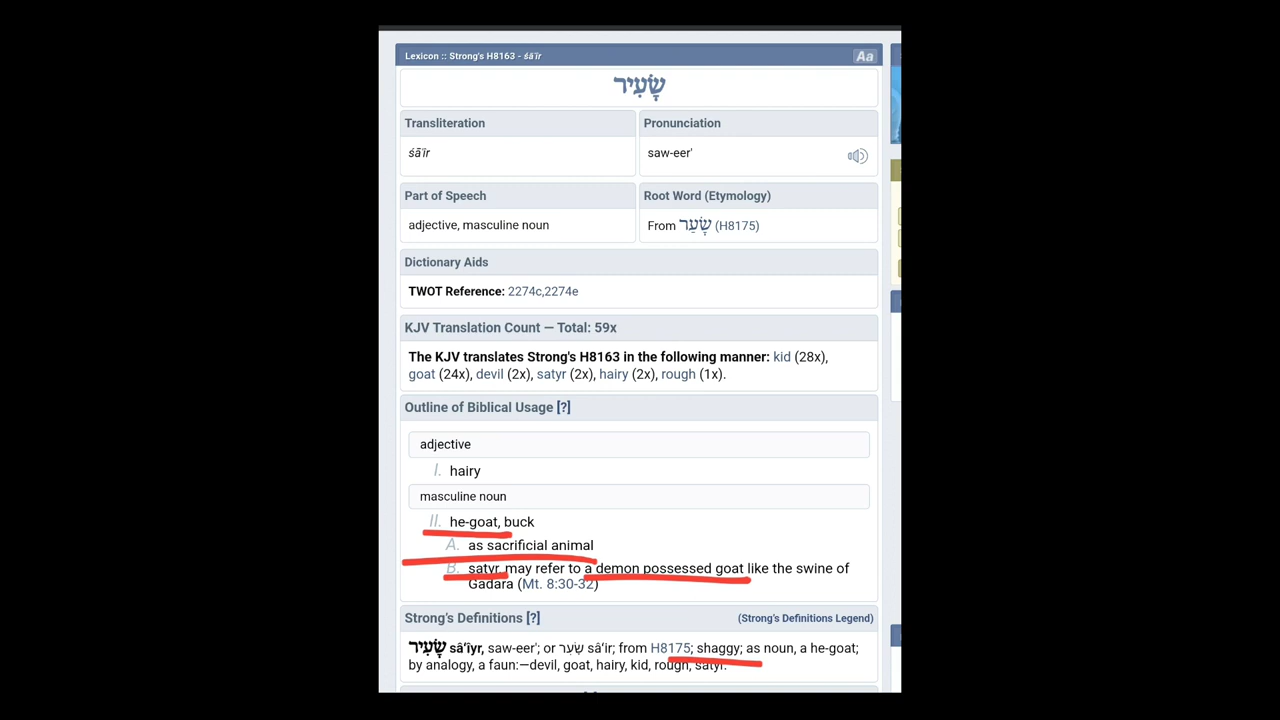 Lexicon :: Strong's H8163 - śāʿîr
Aa
שָׂעִיר
Transliteration
Pronunciation
śāʿîr
saw-eer'
Part of Speech
Root Word (Etymology)
adjective, masculine noun
From שָׂעַר (H8175)
Dictionary Aids
TWOT Reference: 2274c,2274e
KJV Translation Count — Total: 59x
The KJV translates Strong's H8163 in the following manner: kid (28x),
goat (24x), devil (2x), satyr (2x), hairy (2x), rough (1x).
Outline of Biblical Usage [?]
adjective
I. hairy
masculine noun
II. he-goat, buck
A. as sacrificial animal
B. satyr, may refer to a demon possessed goat like the swine of
Gadara (Mt. 8:30-32)
Strong's Definitions [?]
(Strong's Definitions Legend)
שָׂעִיר sâʻîyr, saw-eer'; or שָׂעִר sâʻir; from H8175; shaggy; as noun, a he-goat;
by analogy, a faun:—devil, goat, hairy, kid, rough, satyr.